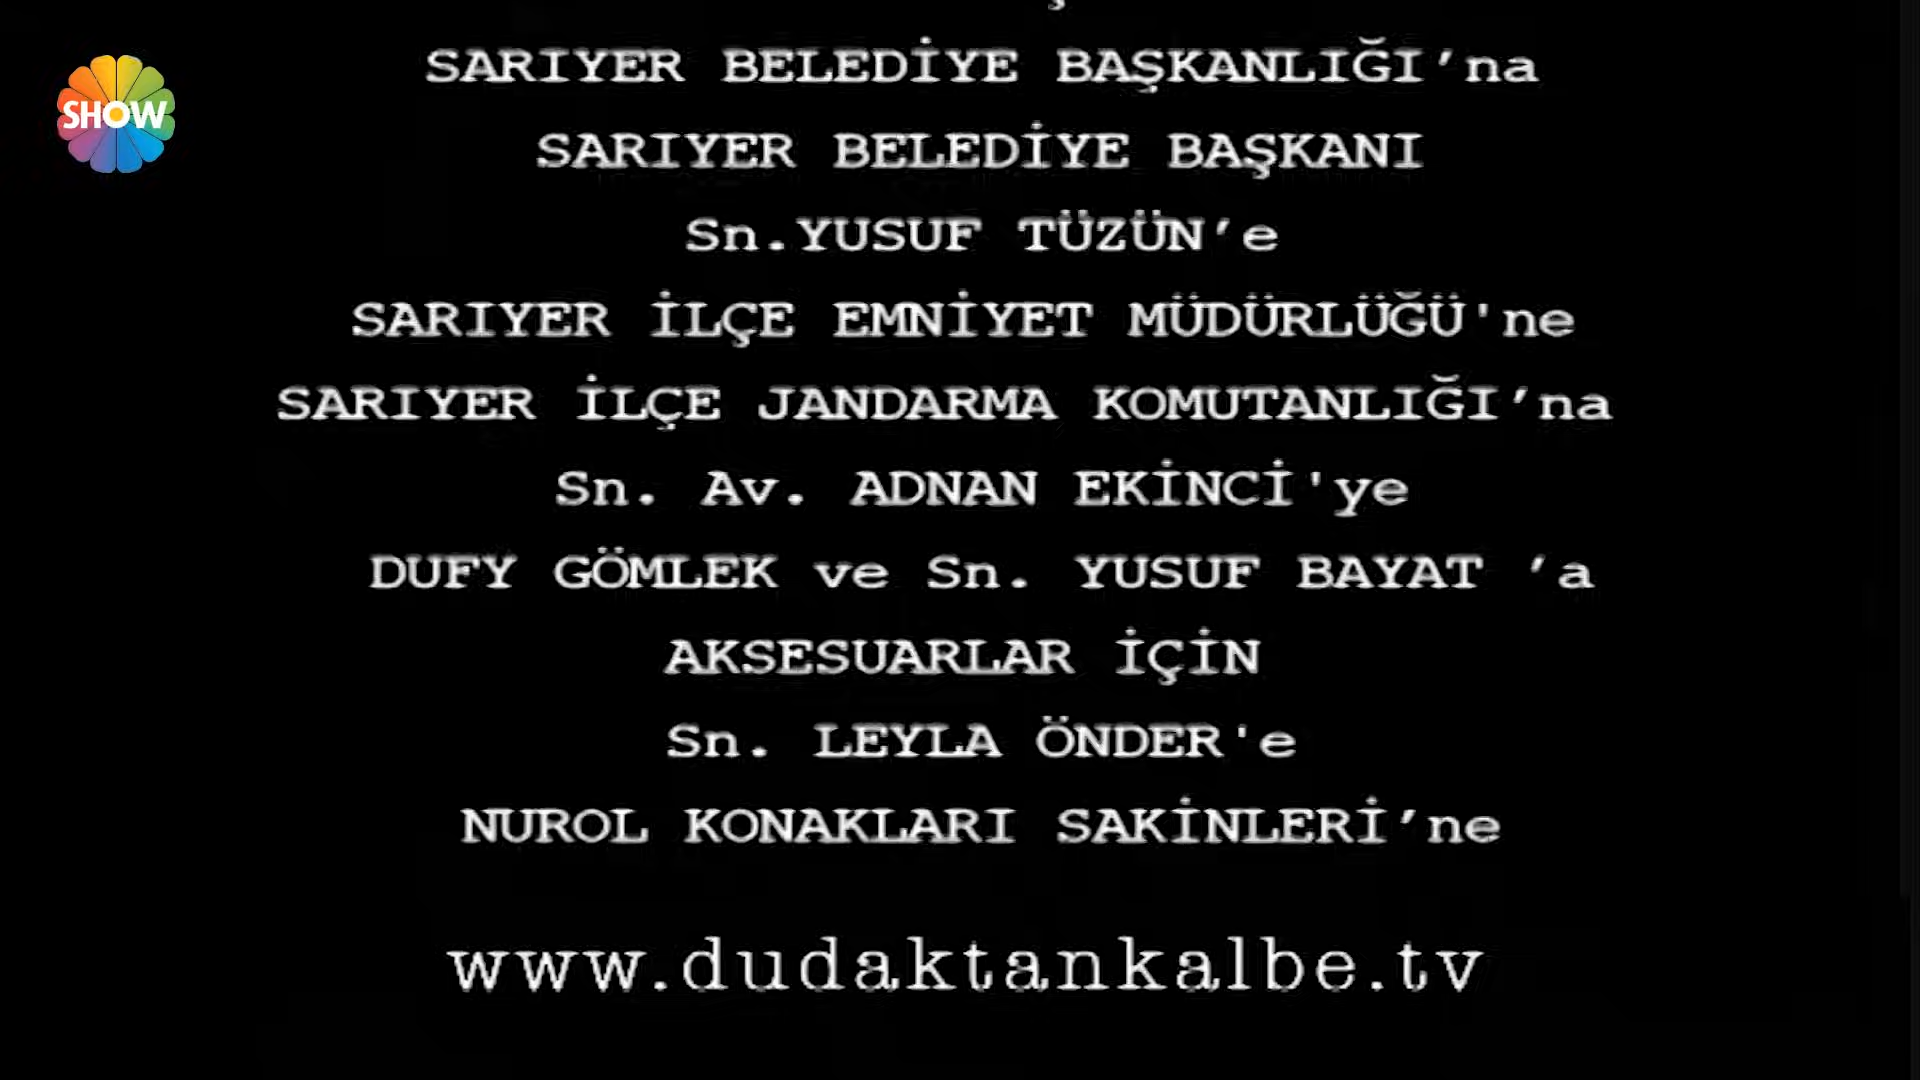 SHOW
SARIYER BELEDİYE BAŞKANLIĞI’na
SARIYER BELEDİYE BAŞKANI
Sn.YUSUF TÜZÜN’e
SARIYER İLÇE EMNİYET MÜDÜRLÜĞÜ'ne
SARIYER İLÇE JANDARMA KOMUTANLIĞI’na
Sn. Av. ADNAN EKİNCİ'ye
DUFY GÖMLEK ve Sn. YUSUF BAYAT ’a
AKSESUARLAR İÇİN
Sn. LEYLA ÖNDER'e
NUROL KONAKLARI SAKİNLERİ’ne
www.dudaktankalbe.tv